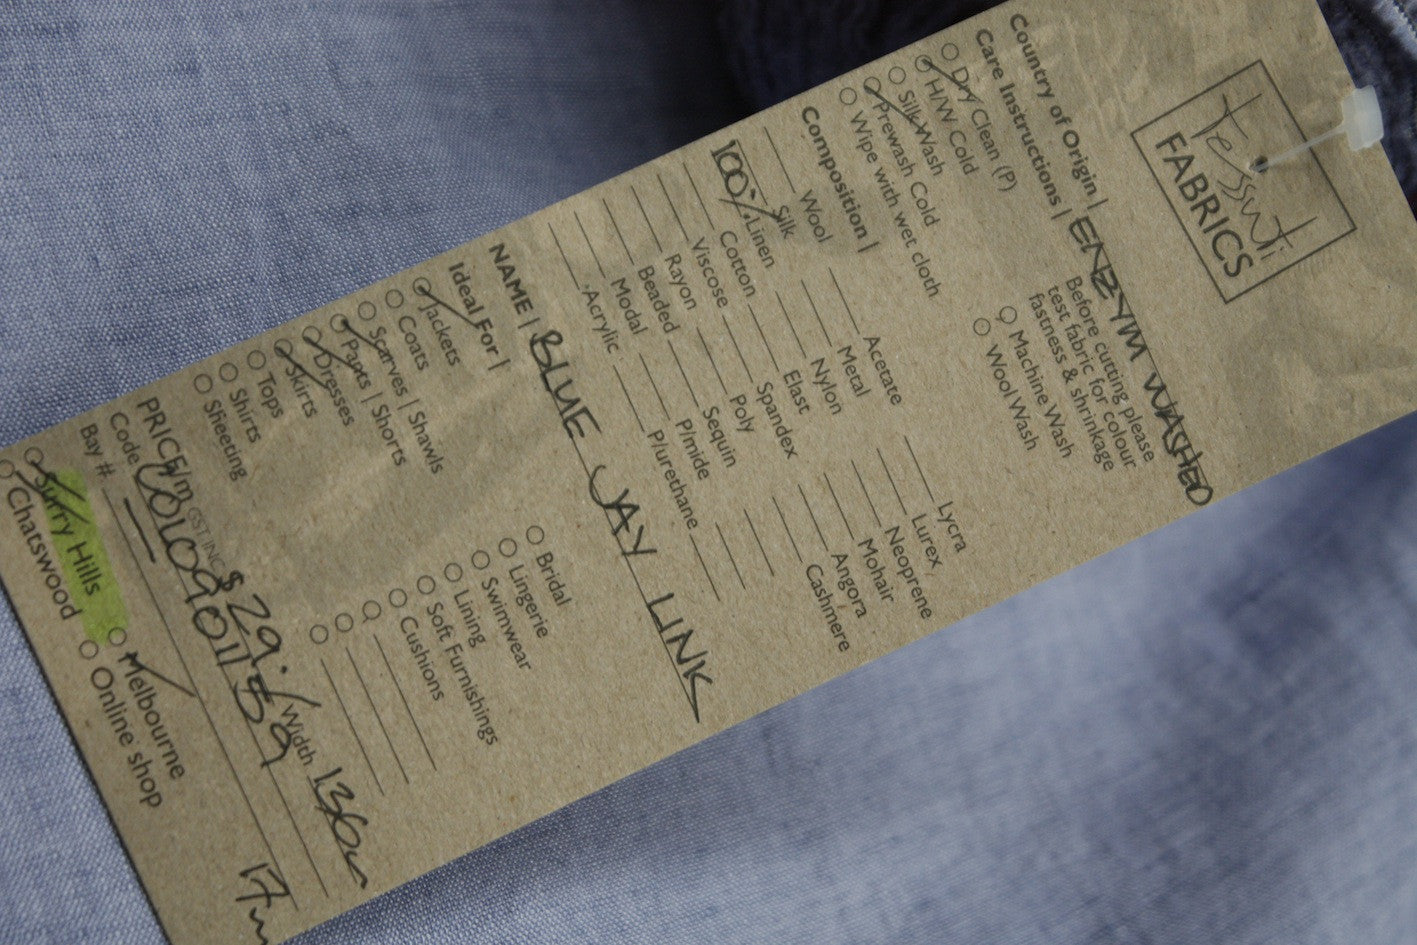 Tessuti
FABRICS
Country of Origin | ENZYM WASHED
Care Instructions |
Before cutting please
test fabric for colour
fastness & shrinkage
Dry Clean (P)
H/W Cold
Machine Wash
Silk Wash
Wool Wash
Prewash Cold
Wipe with wet cloth
Composition |
Wool Acetate Lycra
Silk Metal Lurex
100% Linen Nylon Neoprene
Cotton Elast Mohair
Viscose Spandex Angora
Rayon Poly Cashmere
Beaded Sequin
Modal P/mide
Acrylic P/urethane
NAME | BLUE JAY LINK
Ideal For |
Jackets Bridal
Coats Lingerie
Scarves | Shawls Swimwear
Pants | Shorts Lining
Dresses Soft Furnishings
Skirts Cushions
Tops
Shirts
Sheeting
PRICE/m GST INC $29.- Width 136cm
Code
Bay # 17m
Surry Hills Melbourne
Chatswood Online shop